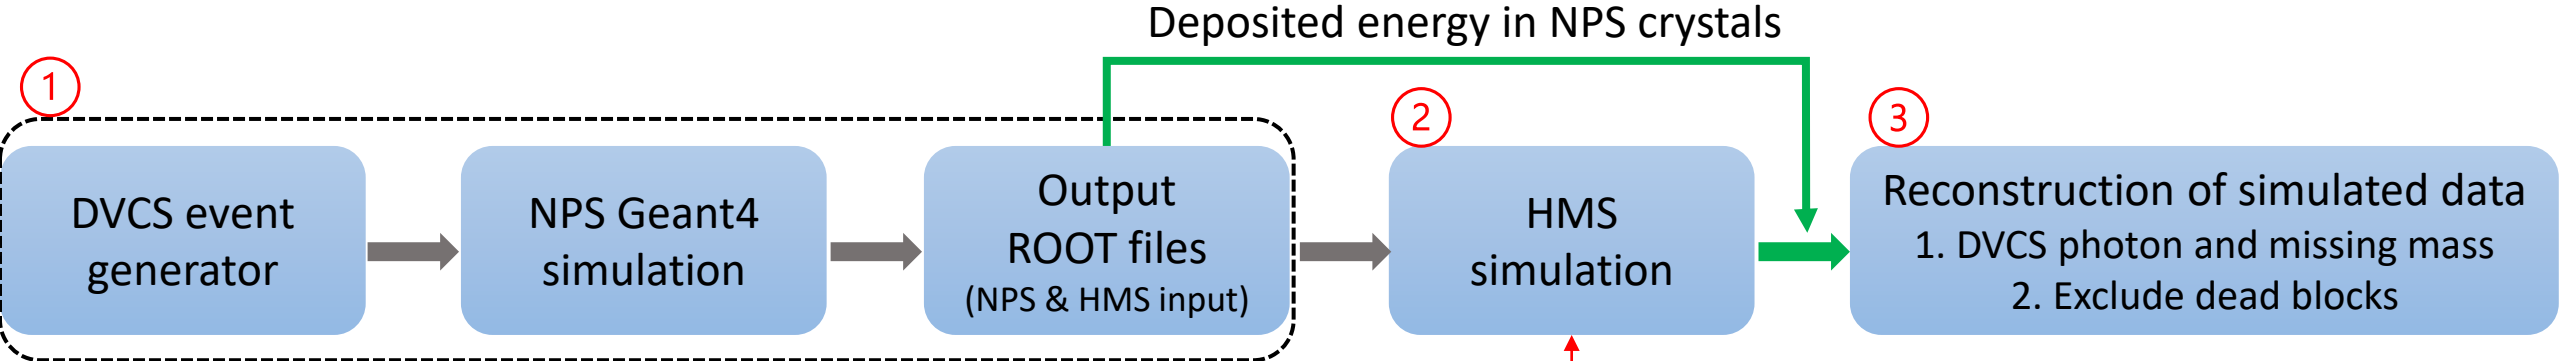 Deposited energy in NPS crystals
1
2
3
DVCS event
generator
NPS Geant4
simulation
Output
ROOT files
(NPS & HMS input)
HMS
simulation
Reconstruction of simulated data
1. DVCS photon and missing mass
2. Exclude dead blocks